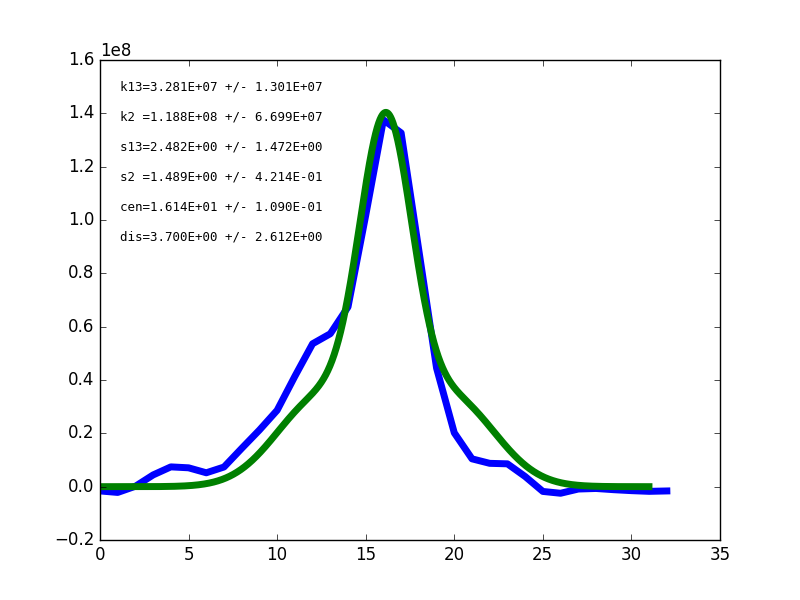 1e8
1.6
k13=3.281E+07 +/- 1.301E+07
1.4
k2 =1.188E+08 +/- 6.699E+07
s13=2.482E+00 +/- 1.472E+00
1.2
s2 =1.489E+00 +/- 4.214E-01
cen=1.614E+01 +/- 1.090E-01
1.0
dis=3.700E+00 +/- 2.612E+00
0.8
0.6
0.4
0.2
0.0
−0.2
0 5 10 15 20 25 30 35